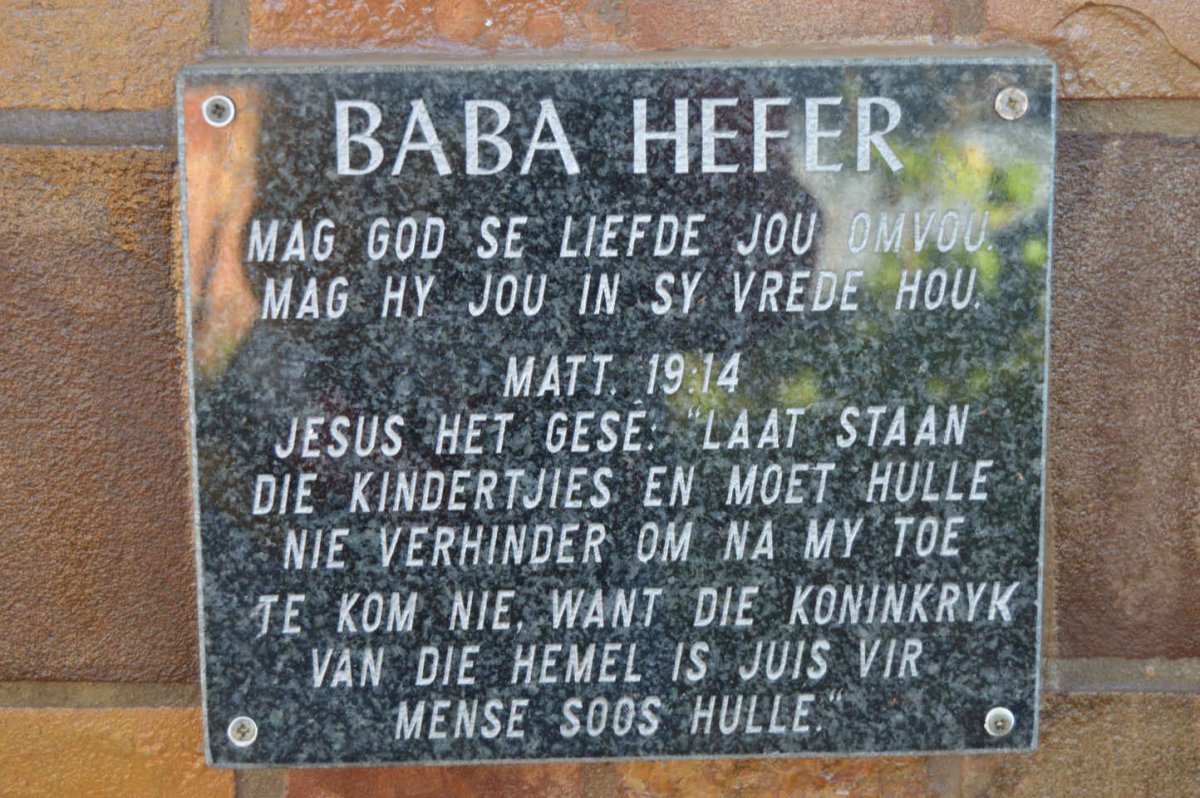 BABA HEFER
MAG GOD SE LIEFDE JOU OMVOU.
MAG HY JOU IN SY VREDE HOU.
MATT. 19:14
JESUS HET GESÊ: "LAAT STAAN
DIE KINDERTJIES EN MOET HULLE
NIE VERHINDER OM NA MY TOE
TE KOM NIE, WANT DIE KONINKRYK
VAN DIE HEMEL IS JUIS VIR
MENSE SOOS HULLE."